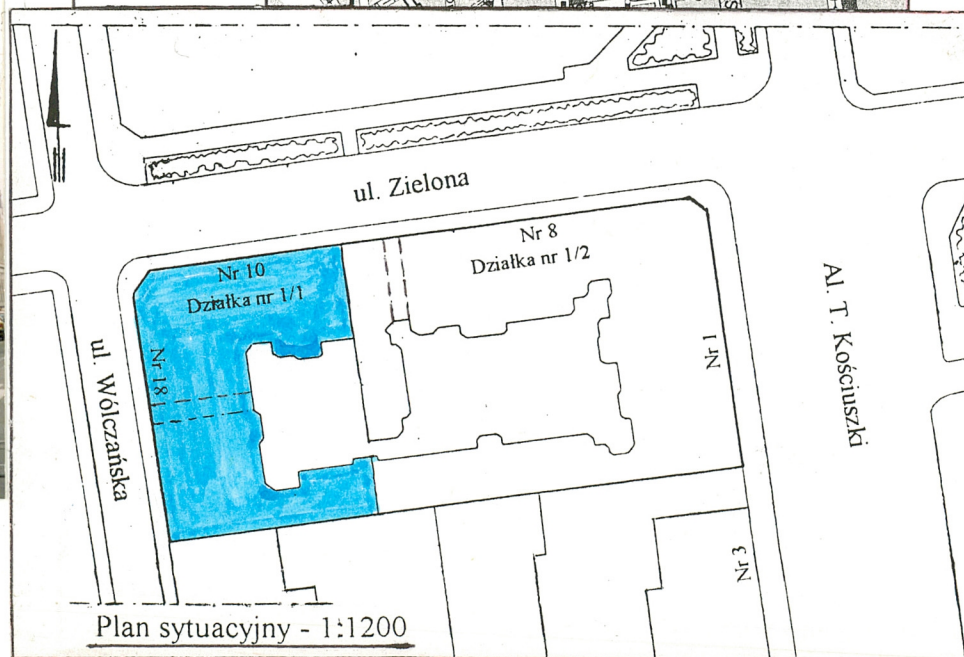 ul. Zielona
Nr 8
Działka nr 1/2
Nr 10
Działka nr 1/1
Nr 18
ul. Wólczańska
Nr 1
Al. T. Kościuszki
Nr 3
Plan sytuacyjny - 1:1200